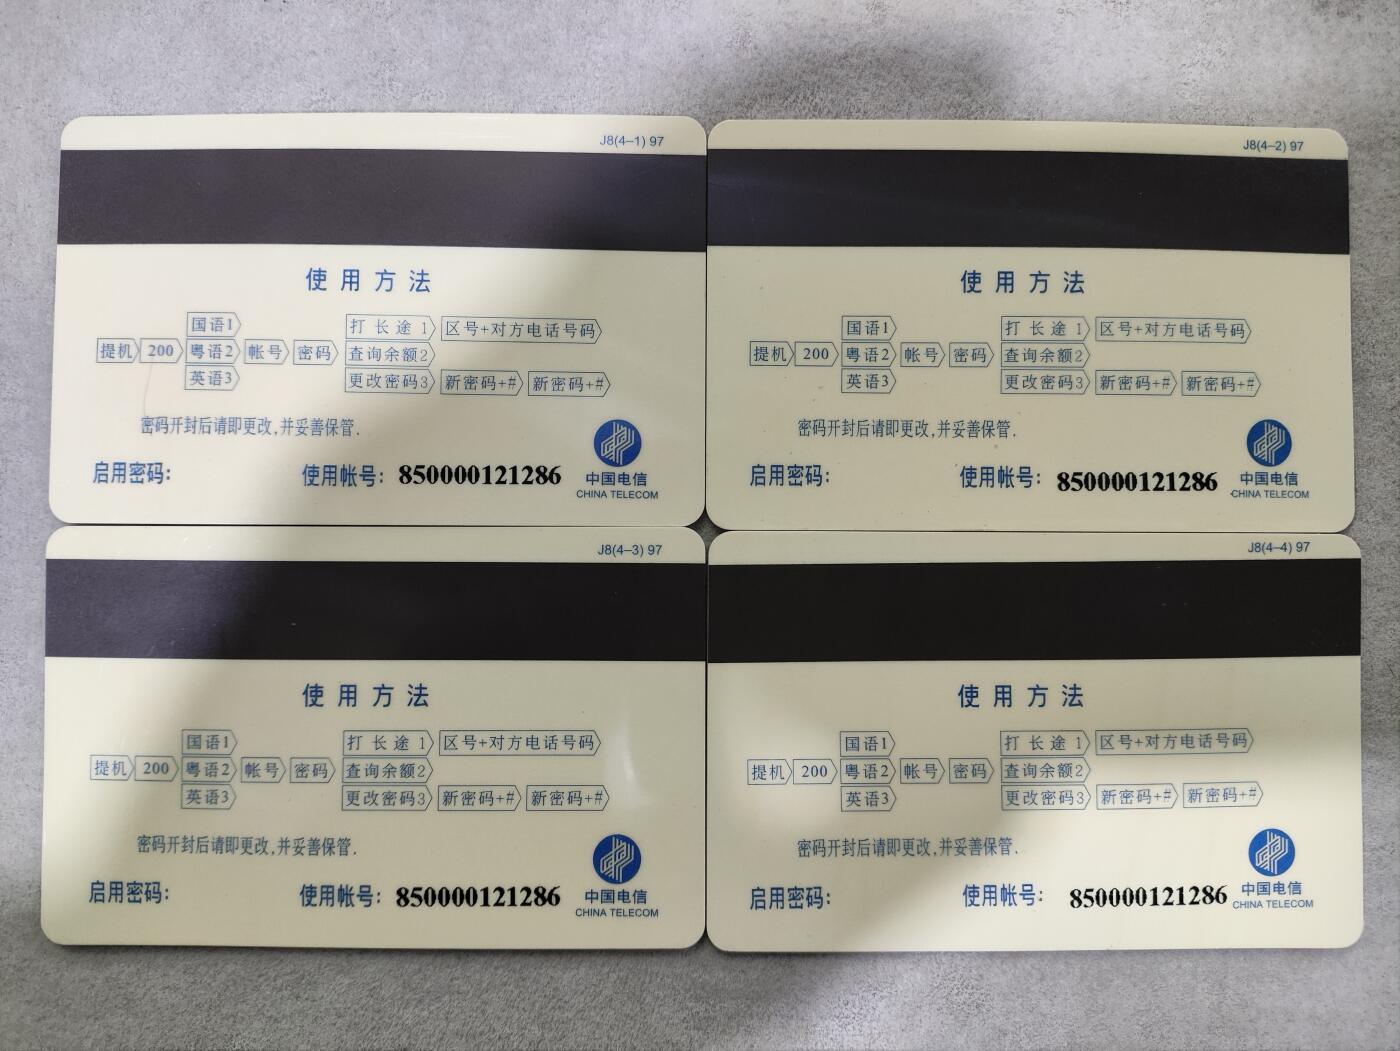 J8(4–1) 97
使用方法
国语1
提机 200 粤语2 帐号 密码
英语3
打长途1 区号+对方电话号码
查询余额2
更改密码3 新密码+# 新密码+#
密码开封后请即更改,并妥善保管.
启用密码: 使用帐号: 850000121286
中国电信
CHINA TELECOM
J8(4–2) 97
使用方法
国语1
提机 200 粤语2 帐号 密码
英语3
打长途1 区号+对方电话号码
查询余额2
更改密码3 新密码+# 新密码+#
密码开封后请即更改,并妥善保管.
启用密码: 使用帐号: 850000121286
中国电信
CHINA TELECOM
J8(4–3) 97
使用方法
国语1
提机 200 粤语2 帐号 密码
英语3
打长途1 区号+对方电话号码
查询余额2
更改密码3 新密码+# 新密码+#
密码开封后请即更改,并妥善保管.
启用密码: 使用帐号: 850000121286
中国电信
CHINA TELECOM
J8(4–4) 97
使用方法
国语1
提机 200 粤语2 帐号 密码
英语3
打长途1 区号+对方电话号码
查询余额2
更改密码3 新密码+# 新密码+#
密码开封后请即更改,并妥善保管.
启用密码: 使用帐号: 850000121286
中国电信
CHINA TELECOM